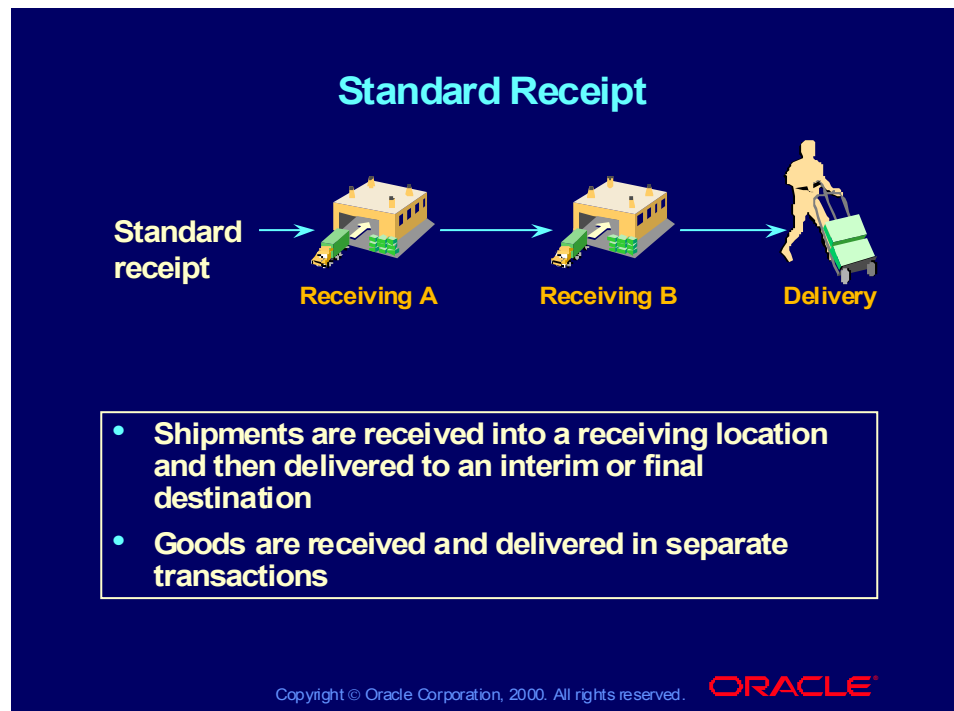 Standard Receipt
Standard
receipt
Receiving A
Receiving B
Delivery
• Shipments are received into a receiving location
and then delivered to an interim or final
destination
• Goods are received and delivered in separate
transactions
Copyright © Oracle Corporation, 2000. All rights reserved.
ORACLE®